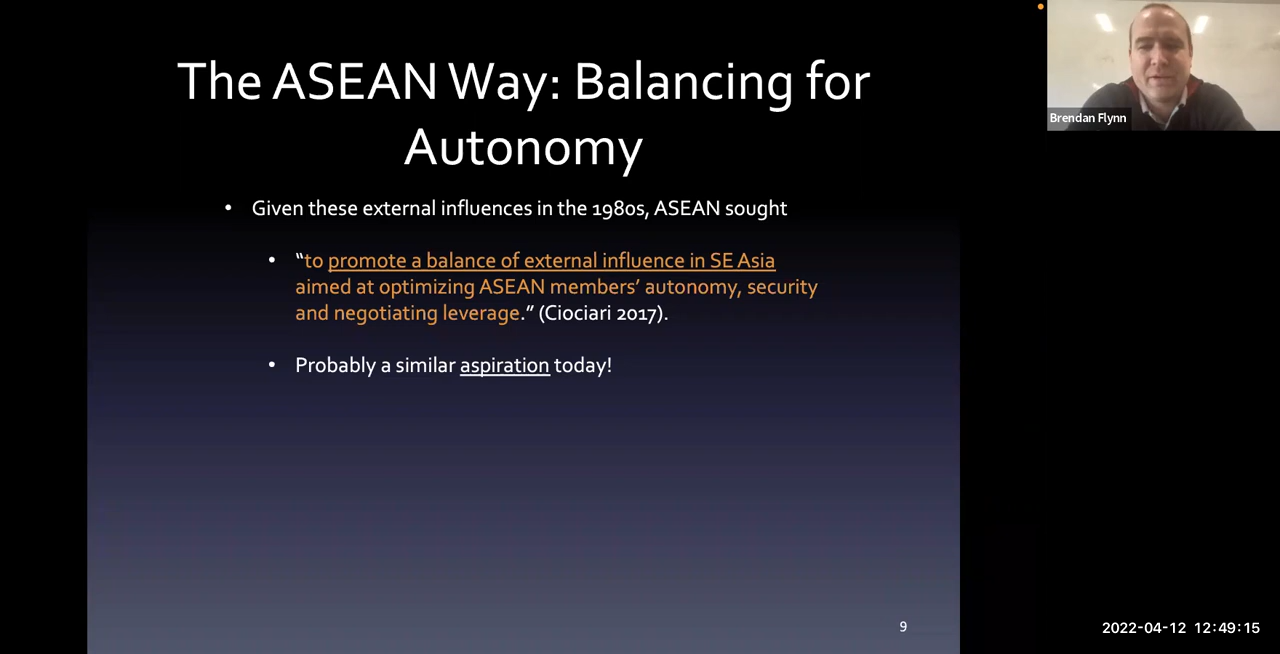 The ASEAN Way: Balancing for
Autonomy
Brendan Flynn
• Given these external influences in the 1980s, ASEAN sought
• “to promote a balance of external influence in SE Asia
aimed at optimizing ASEAN members’ autonomy, security
and negotiating leverage.” (Ciociari 2017).
• Probably a similar aspiration today!
9
2022-04-12 12:49:15